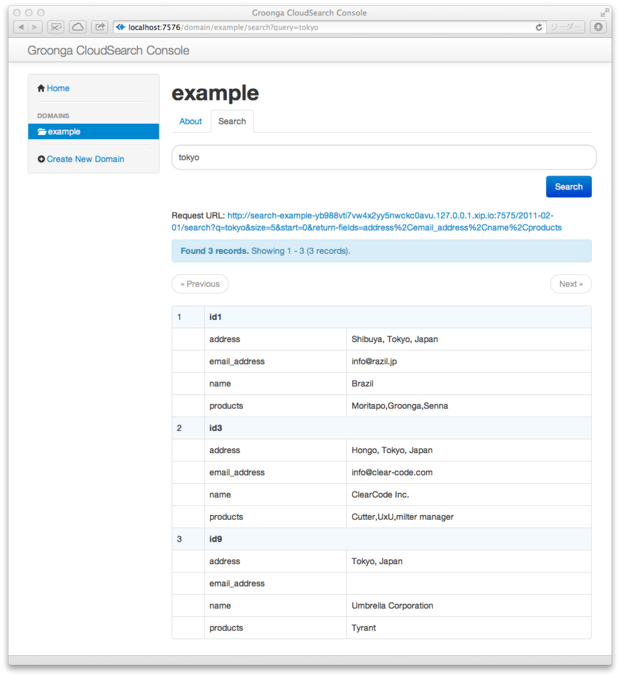 Groonga CloudSearch Console
localhost:7576/domain/example/search?query=tokyo
リーダー
Groonga CloudSearch Console
Home
DOMAINS
example
Create New Domain
example
About Search
tokyo
Search
Request URL: http://search-example-yb988vti7vw4x2yy5nwckc0avu.127.0.0.1.xip.io:7575/2011-02-
01/search?q=tokyo&size=5&start=0&return-fields=address%2Cemail_address%2Cname%2Cproducts
Found 3 records. Showing 1 - 3 (3 records).
« Previous Next »
1 id1
address Shibuya, Tokyo, Japan
email_address info@razil.jp
name Brazil
products Moritapo,Groonga,Senna
2 id3
address Hongo, Tokyo, Japan
email_address info@clear-code.com
name ClearCode Inc.
products Cutter,UxU,milter manager
3 id9
address Tokyo, Japan
email_address
name Umbrella Corporation
products Tyrant